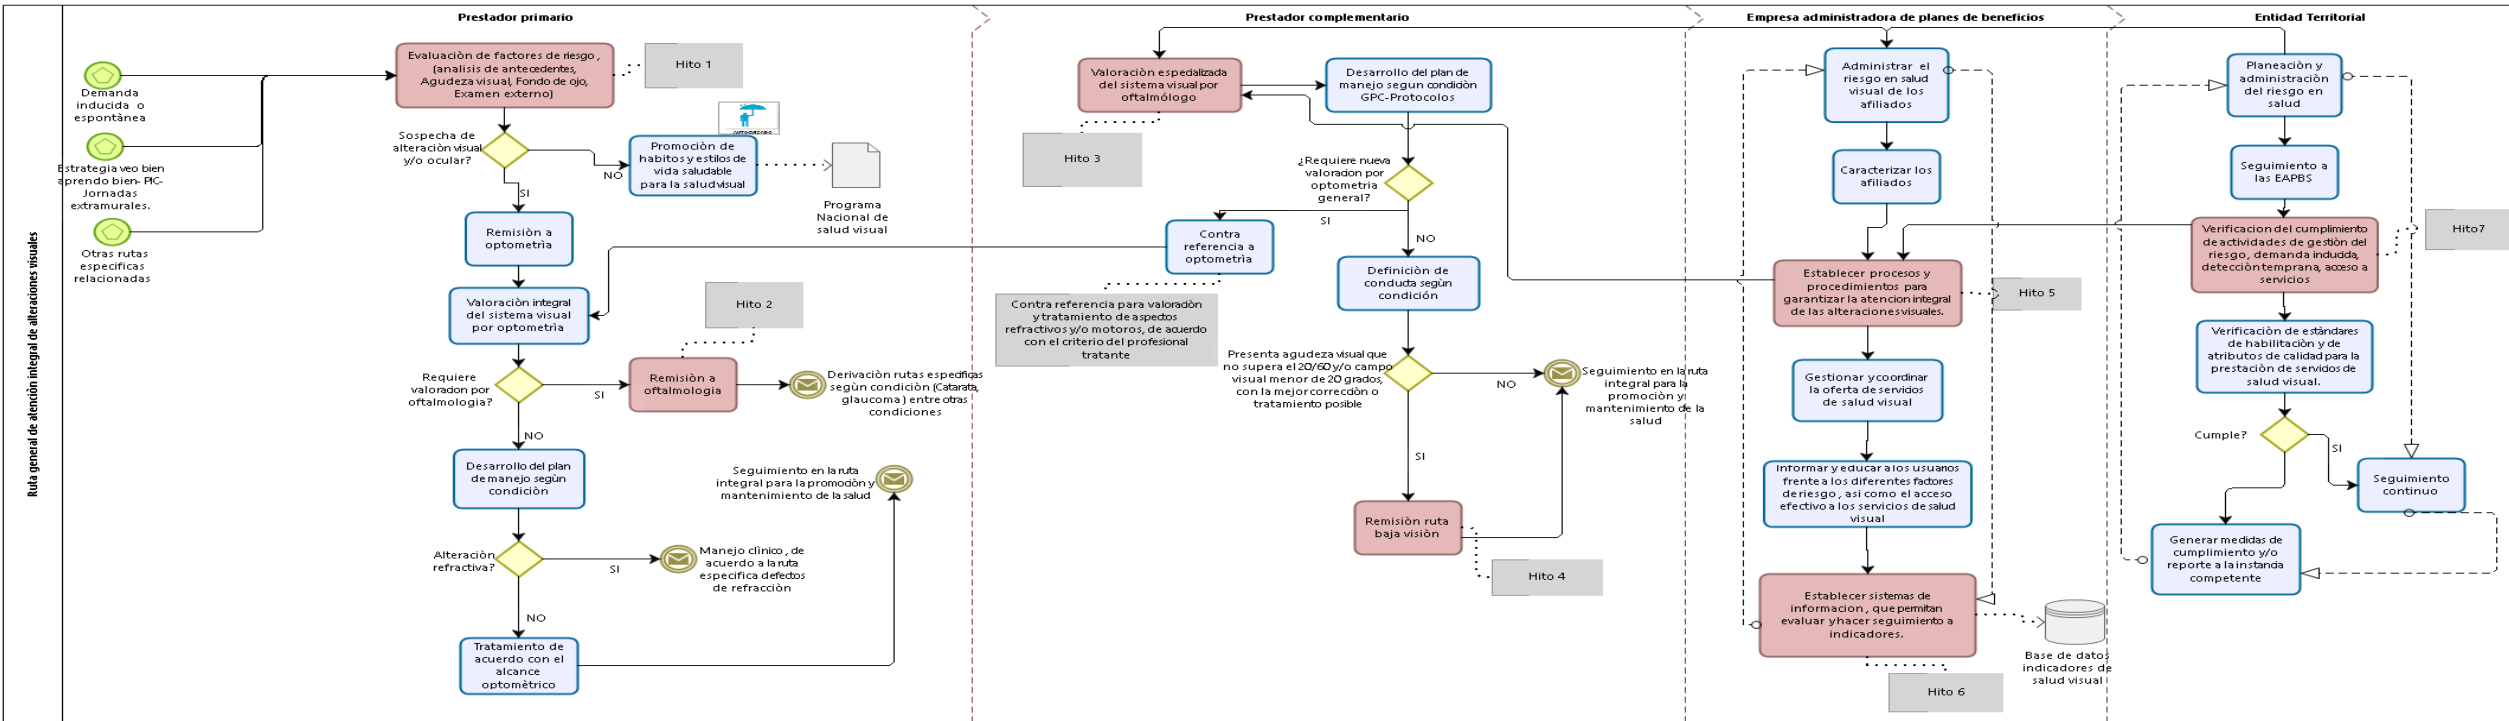 Ruta general de atención integral de alteraciones visuales
Prestador primario
Demanda
inducida o
espontànea
Estrategia veo bien
aprendo bien- PIC-
Jornadas
extramurales.
Otras rutas
especificas
relacionadas
Evaluaciòn de factores de riesgo ,
(analisis de antecedentes,
Agudeza visual, Fondo de ojo,
Examen externo)
Hito 1
Sospecha de
alteraciòn visual
y/o ocular?
NO
SI
AUTOCUIDADO
Promociòn de
habitos y estilos de
vida saludable
para la salud visual
Programa
Nacional de
salud visual
Remisiòn a
optometrìa
Valoraciòn integral
del sistema visual
por optometrìa
Hito 2
Requiere
valoracion por
oftalmologia?
SI
NO
Remisiòn a
oftalmologia
Derivaciòn rutas especificas
segùn condiciòn (Catarata,
glaucoma ) entre otras
condiciones
Desarrollo del plan
de manejo segùn
condiciòn
Seguimiento en la ruta
integral para la promociòn y
mantenimiento de la salud
Alteraciòn
refractiva?
SI
NO
Manejo clìnico , de
acuerdo a la ruta
especifica defectos
de refracciòn
Tratamiento de
acuerdo con el
alcance
optomètrico
Prestador complementario
Valoraciòn especializada
del sistema visual por
oftalmólogo
Hito 3
Desarrollo del plan de
manejo segun condiciòn
GPC-Protocolos
¿Requiere nueva
valoracion por
optometria
general?
SI
NO
Contra
referencia a
optometrìa
Contra referencia para valoraciòn
y tratamiento de aspectos
refractivos y/o motoros, de acuerdo
con el criterio del profesional
tratante
Definiciòn de
conducta segùn
condiciòn
Presenta agudeza visual que
no supera el 20/60 y/o campo
visual menor de 20 grados,
con la mejor correcciòn o
tratamiento posible
NO
SI
Seguimiento en la ruta
integral para la
promociòn y
mantenimiento de la
salud
Remisiòn ruta
baja visiòn
Hito 4
Empresa administradora de planes de beneficios
Administrar el
riesgo en salud
visual de los
afiliados
Caracterizar los
afiliados
Establecer procesos y
procedimientos para
garantizar la atencion integral
de las alteraciones visuales.
Hito 5
Gestionar y coordinar
la oferta de servicios
de salud visual
Informar y educar a los usuarios
frente a los diferentes factores
de riesgo , asi como el acceso
efectivo a los servicios de salud
visual
Establecer sistemas de
informacion , que permitan
evaluar y hacer seguimiento a
indicadores.
Hito 6
Base de datos
indicadores de
salud visual
Entidad Territorial
Planeaciòn y
administraciòn
del riesgo en
salud
Seguimiento a
las EAPBS
Verificacion del cumplimiento
de actividades de gestiòn del
riesgo , demanda inducida,
detecciòn temprana, acceso a
servicios
Hito7
Verificaciòn de estàndares
de habilitaciòn y de
atributos de calidad para la
prestaciòn de servicios de
salud visual.
Cumple?
SI
Seguimiento
continuo
Generar medidas de
cumplimiento y/o
reporte a la instancia
competente